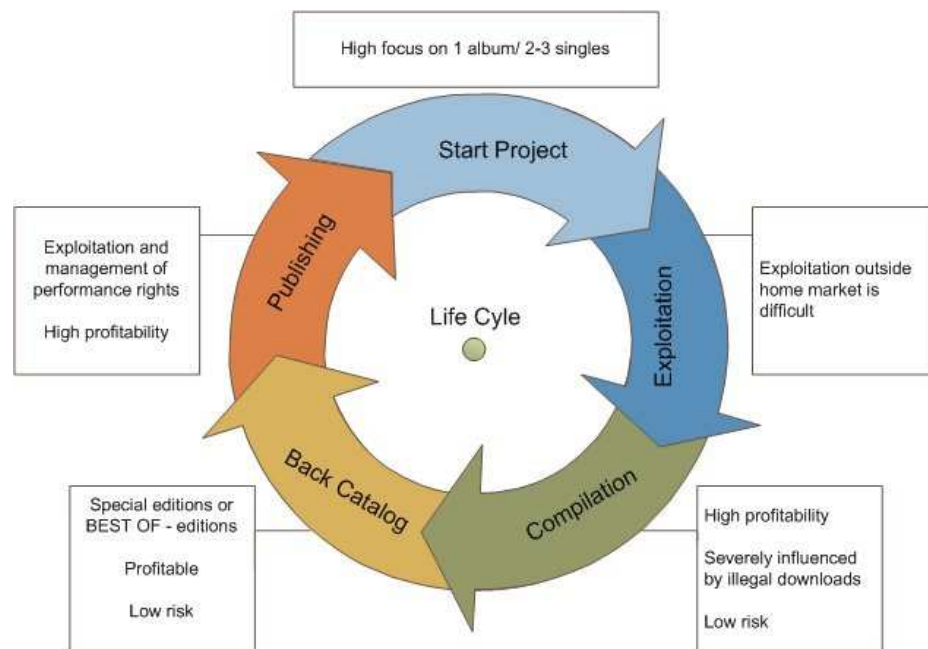 High focus on 1 album/ 2-3 singles
Start Project
Exploitation
Exploitation outside
home market is
difficult
Compilation
High profitability
Severely influenced
by illegal downloads
Low risk
Back Catalog
Special editions or
BEST OF - editions
Profitable
Low risk
Publishing
Exploitation and
management of
performance rights
High profitability
Life Cyle